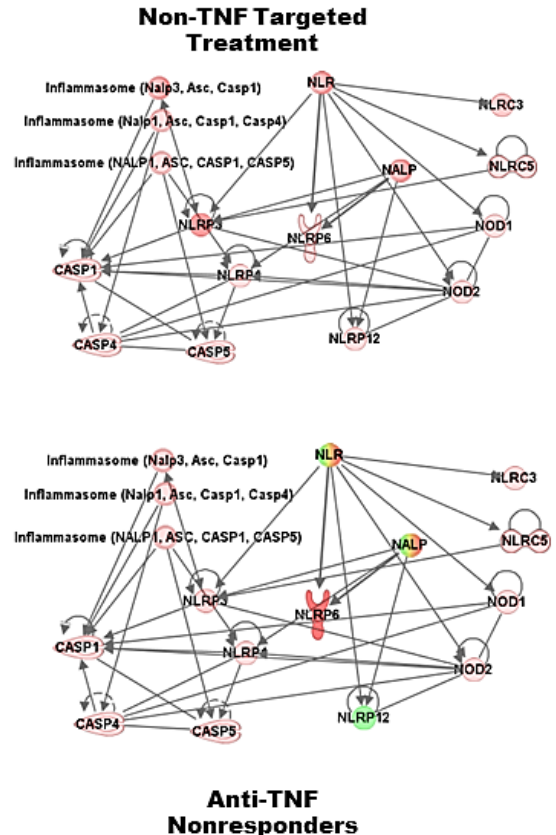 Non-TNF Targeted
Treatment
Inflammasome (Nalp3, Asc, Casp1)
NLR
NLRC3
Inflammasome (Nalp1, Asc, Casp1, Casp4)
Inflammasome (NALP1, ASC, CASP1, CASP5)
NALP
NLRC5
NLRP3
NLRP6
NOD1
CASP1
NLRP1
NOD2
CASP4
CASP5
NLRP12
Inflammasome (Nalp3, Asc, Casp1)
NLR
NLRC3
Inflammasome (Nalp1, Asc, Casp1, Casp4)
Inflammasome (NALP1, ASC, CASP1, CASP5)
NALP
NLRC5
NLRP3
NLRP6
NOD1
CASP1
NLRP1
NOD2
CASP4
CASP5
NLRP12
Anti-TNF
Nonresponders